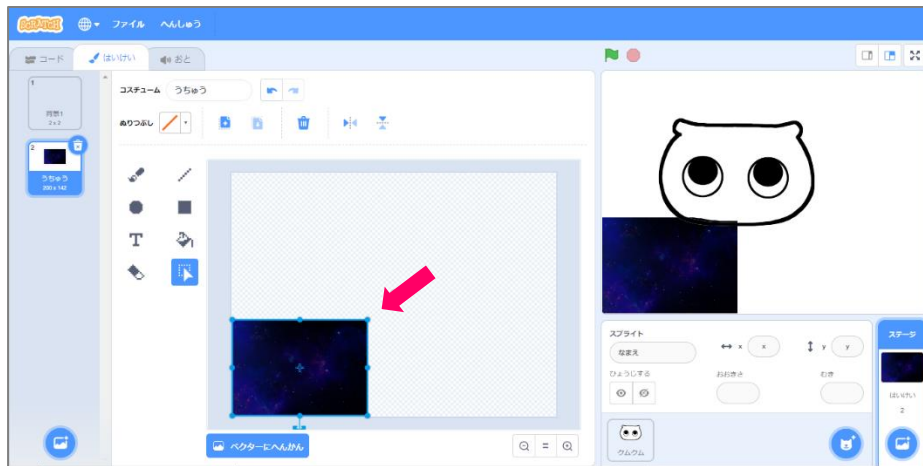 SCRATCH ファイル へんしゅう
コード はいけい おと
1
背景1
2 x 2
2
うちゅう
200 x 142
コスチューム うちゅう
ぬりつぶし
T
ベクターにへんかん
スプライト
なまえ
x x
y y
ひょうじする おおきさ むき
ウムウム
ステージ
はいけい
2